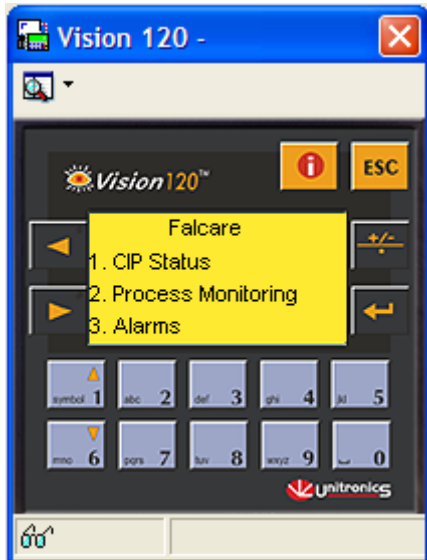 Vision 120 -
ESC
Vision120™
+/-
Falcare
1. CIP Status
2. Process Monitoring
3. Alarms
symbol 1 abc 2 def 3 ghi 4 jkl 5
mno 6 pqrs 7 tuv 8 wxyz 9 0
Unitronics